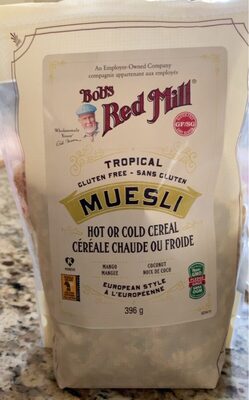 An Employee-Owned Company
compagnie appartenant aux employés
Bob's
Red Mill
GF/SG
TROPICAL
GLUTEN FREE - SANS GLUTEN
MUESLI
HOT OR COLD CEREAL
CÉRÉALE CHAUDE OU FROIDE
MANGO COCONUT
MANGUE NOIX DE COCO
EUROPEAN STYLE
À L'EUROPÉENNE
396 g